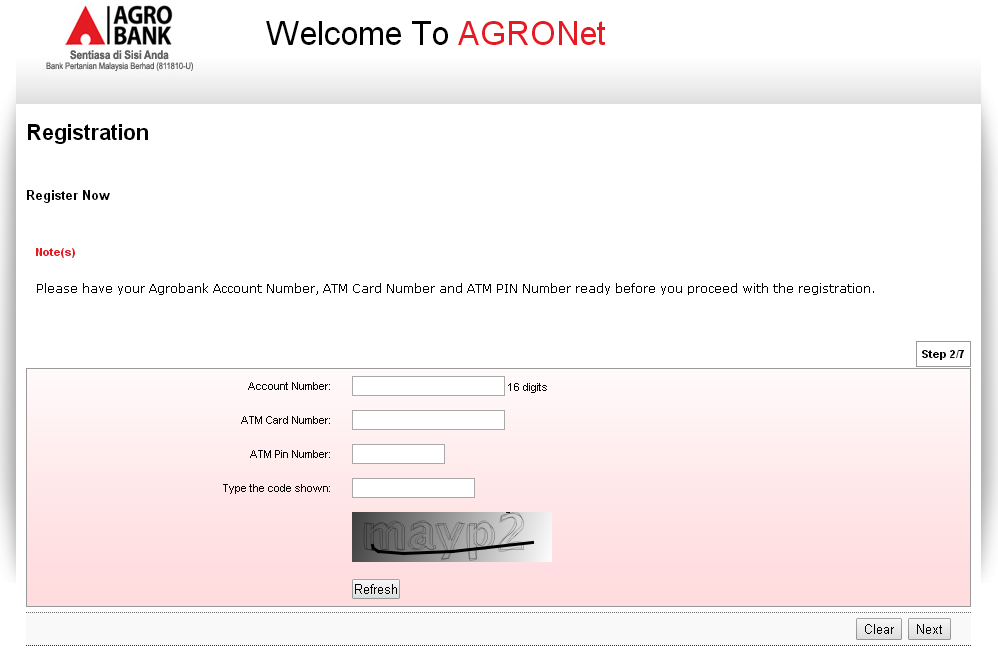 AGRO
BANK
Sentiasa di Sisi Anda
Bank Pertanian Malaysia Berhad (811810-U)
Welcome To AGRONet
Registration
Register Now
Note(s)
Please have your Agrobank Account Number, ATM Card Number and ATM PIN Number ready before you proceed with the registration.
Step 2/7
Account Number: 16 digits
ATM Card Number:
ATM Pin Number:
Type the code shown:
mayp2
Refresh
Clear Next